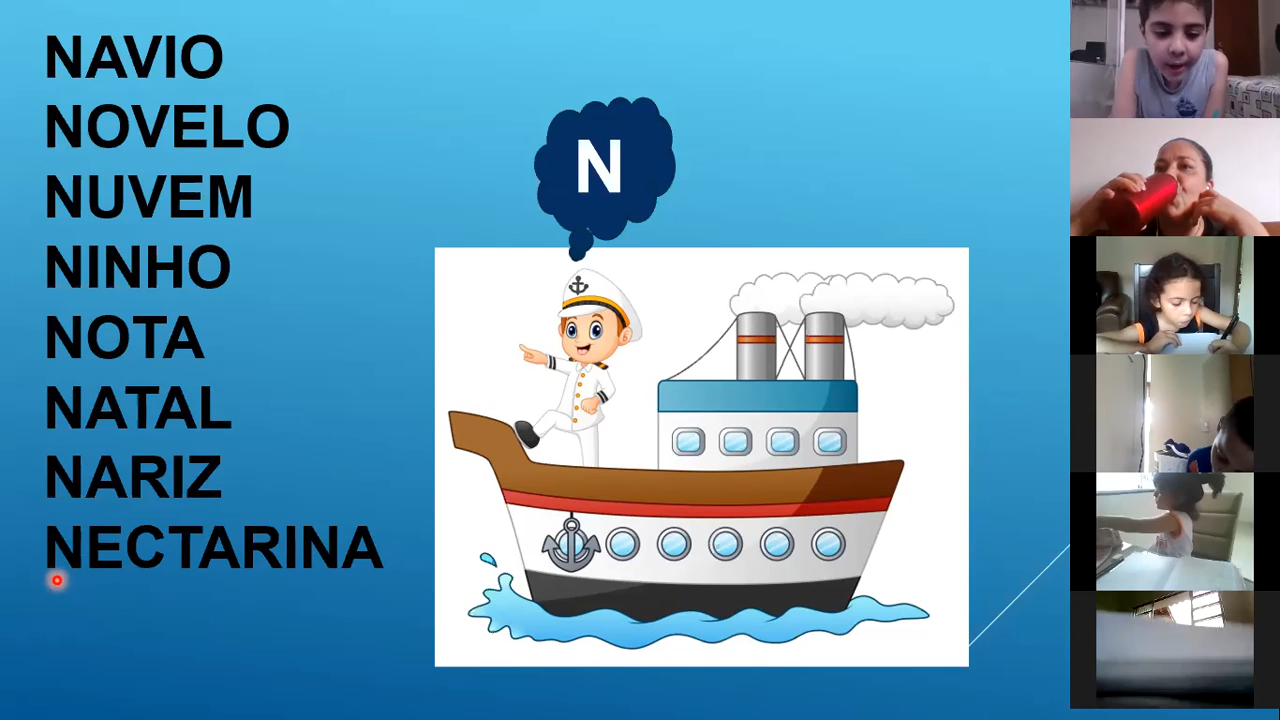 NAVIO
NOVELO
NUVEM
NINHO
NOTA
NATAL
NARIZ
NECTARINA
N